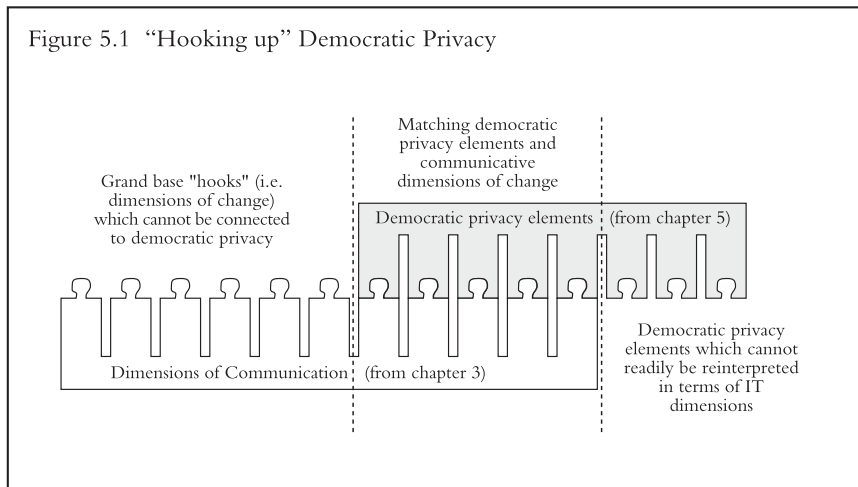 Figure 5.1 “Hooking up” Democratic Privacy
Grand base "hooks" (i.e.
dimensions of change)
which cannot be connected
to democratic privacy
Matching democratic
privacy elements and
communicative
dimensions of change
Democratic privacy elements (from chapter 5)
Dimensions of Communication (from chapter 3)
Democratic privacy
elements which cannot
readily be reinterpreted
in terms of IT
dimensions